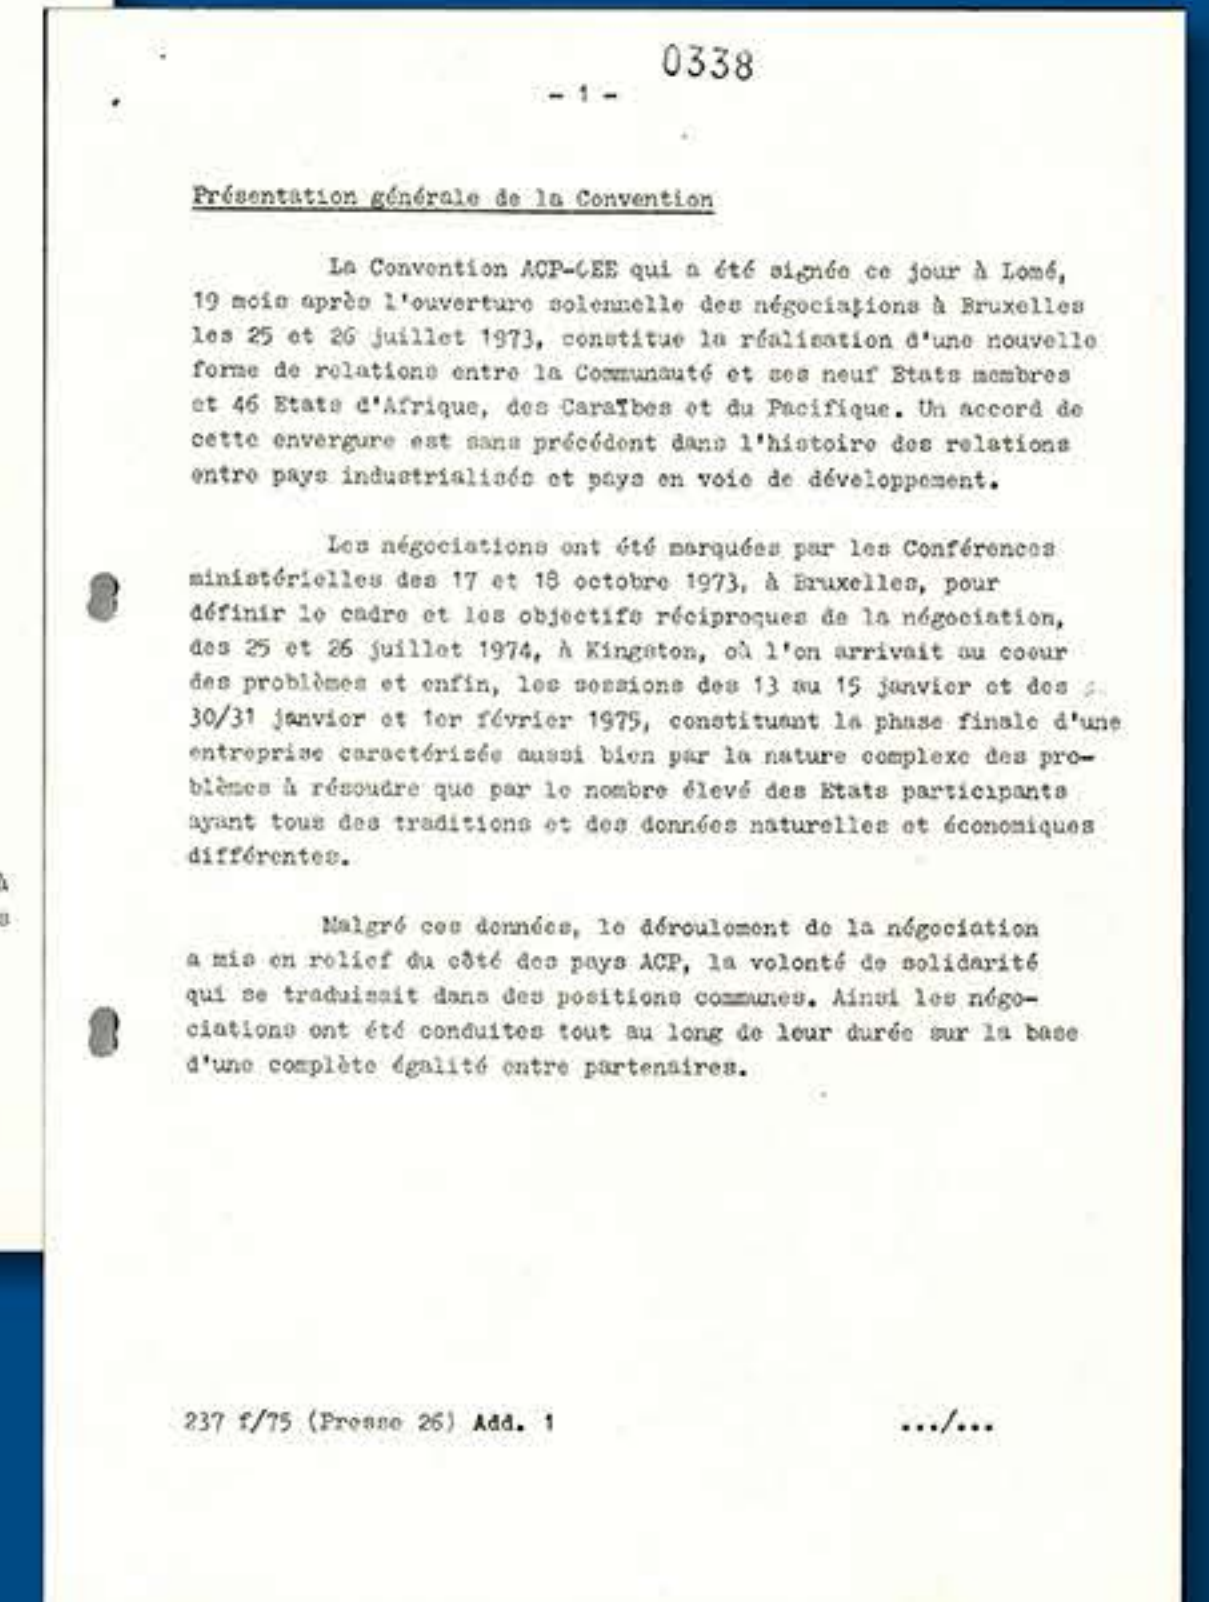 0338
- 1 -
Présentation générale de la Convention
La Convention ACP-CEE qui a été signée ce jour à Lomé,
19 mois après l'ouverture solennelle des négociations à Bruxelles
les 25 et 26 juillet 1973, constitue la réalisation d'une nouvelle
forme de relations entre la Communauté et ses neuf Etats membres
et 46 Etats d'Afrique, des Caraïbes et du Pacifique. Un accord de
cette envergure est sans précédent dans l'histoire des relations
entre pays industrialisés et pays en voie de développement.
Les négociations ont été marquées par les Conférences
ministérielles des 17 et 18 octobre 1973, à Bruxelles, pour
définir le cadre et les objectifs réciproques de la négociation,
des 25 et 26 juillet 1974, à Kingston, où l'on arrivait au coeur
des problèmes et enfin, les sessions des 13 au 15 janvier et des
30/31 janvier et 1er février 1975, constituant la phase finale d'une
entreprise caractérisée aussi bien par la nature complexe des pro-
blèmes à résoudre que par le nombre élevé des Etats participants
ayant tous des traditions et des données naturelles et économiques
différentes.
Malgré ces données, le déroulement de la négociation
a mis en relief du côté des pays ACP, la volonté de solidarité
qui se traduisait dans des positions communes. Ainsi les négo-
ciations ont été conduites tout au long de leur durée sur la base
d'une complète égalité entre partenaires.
237 f/75 (Presse 26) Add. 1
.../...